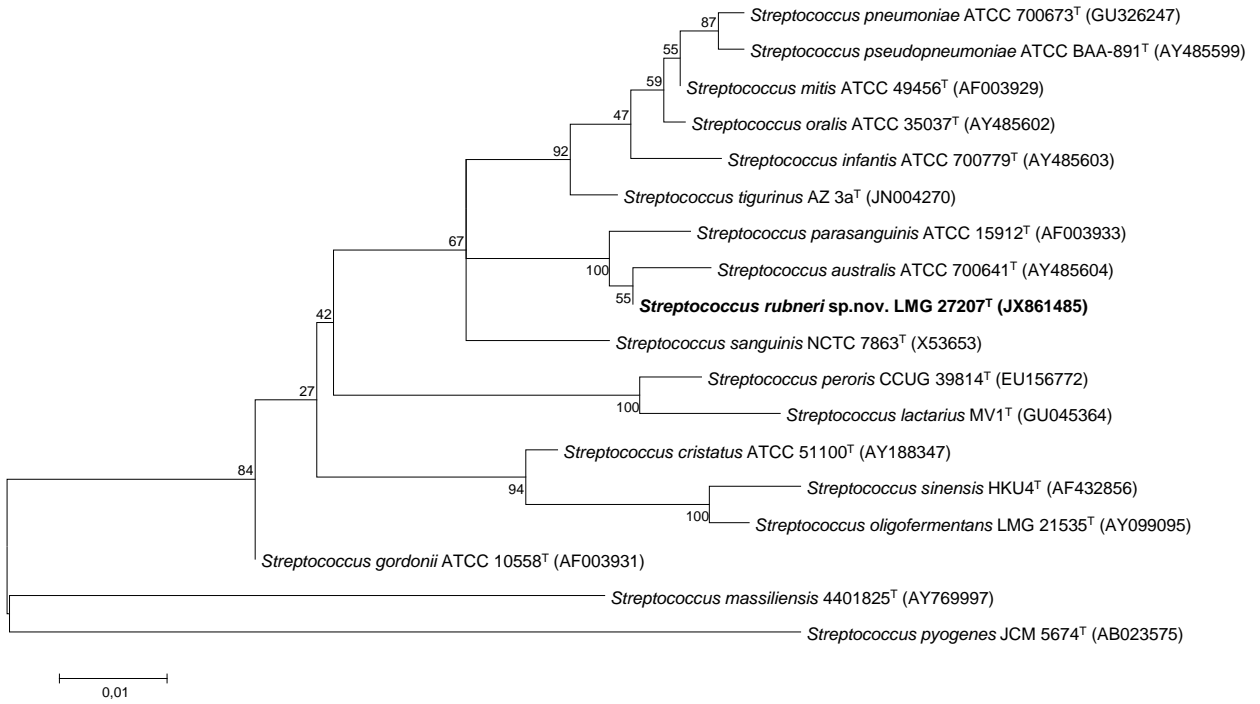 Streptococcus pneumoniae ATCC 700673T (GU326247)
87
Streptococcus pseudopneumoniae ATCC BAA-891T (AY485599)
55
Streptococcus mitis ATCC 49456T (AF003929)
59
Streptococcus oralis ATCC 35037T (AY485602)
47
Streptococcus infantis ATCC 700779T (AY485603)
92
Streptococcus tigurinus AZ 3aT (JN004270)
Streptococcus parasanguinis ATCC 15912T (AF003933)
67
Streptococcus australis ATCC 700641T (AY485604)
100
55
Streptococcus rubneri sp.nov. LMG 27207T (JX861485)
42
Streptococcus sanguinis NCTC 7863T (X53653)
Streptococcus peroris CCUG 39814T (EU156772)
27
100
Streptococcus lactarius MV1T (GU045364)
Streptococcus cristatus ATCC 51100T (AY188347)
84
94
Streptococcus sinensis HKU4T (AF432856)
100
Streptococcus oligofermentans LMG 21535T (AY099095)
Streptococcus gordonii ATCC 10558T (AF003931)
Streptococcus massiliensis 4401825T (AY769997)
Streptococcus pyogenes JCM 5674T (AB023575)
0,01